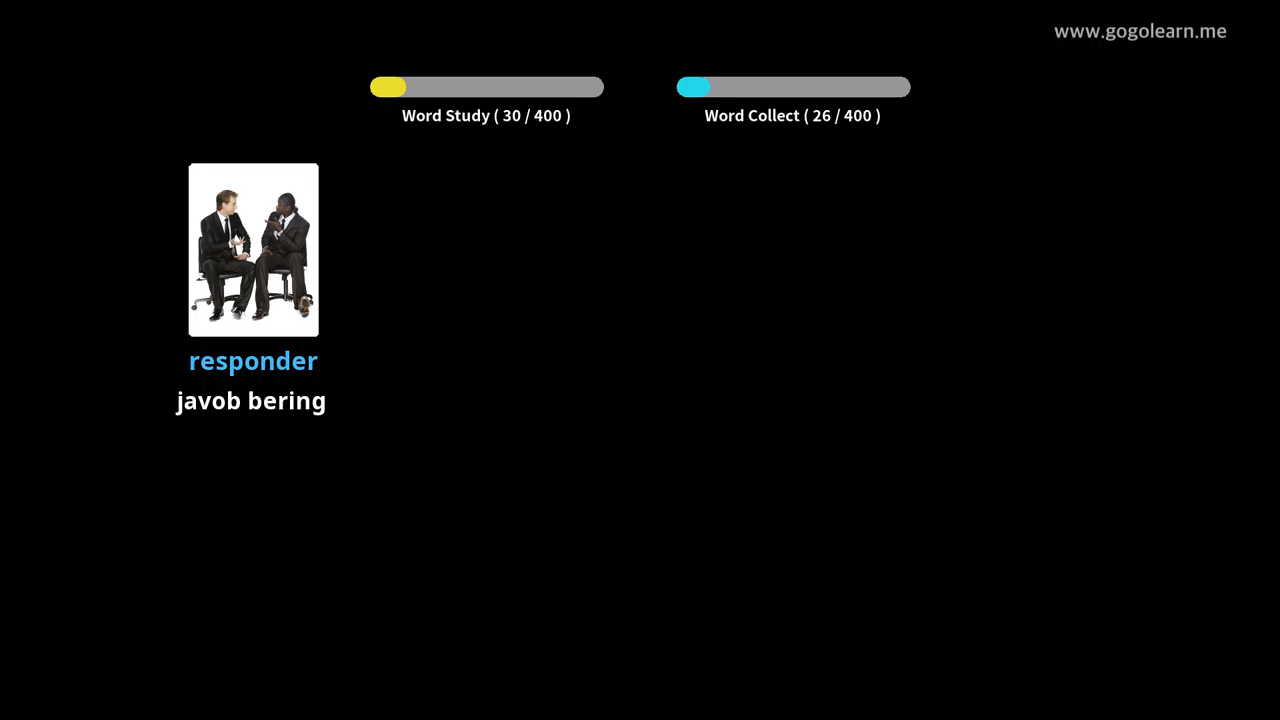 www.gogolearn.me
Word Study ( 30 / 400 )
Word Collect ( 26 / 400 )
responder
javob bering